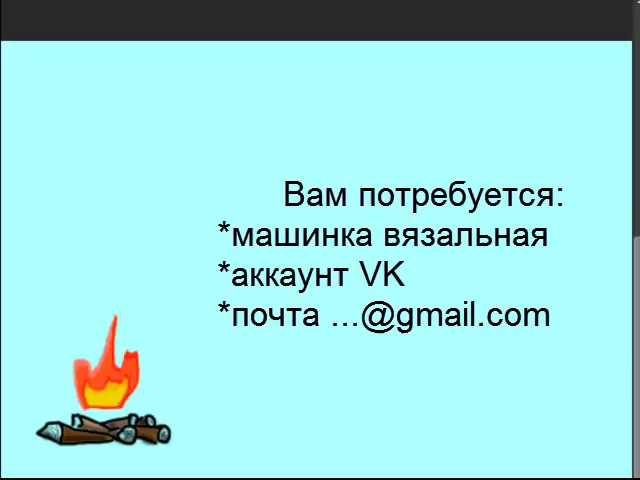 Вам потребуется:
*машинка вязальная
*аккаунт VK
*почта ...@gmail.com